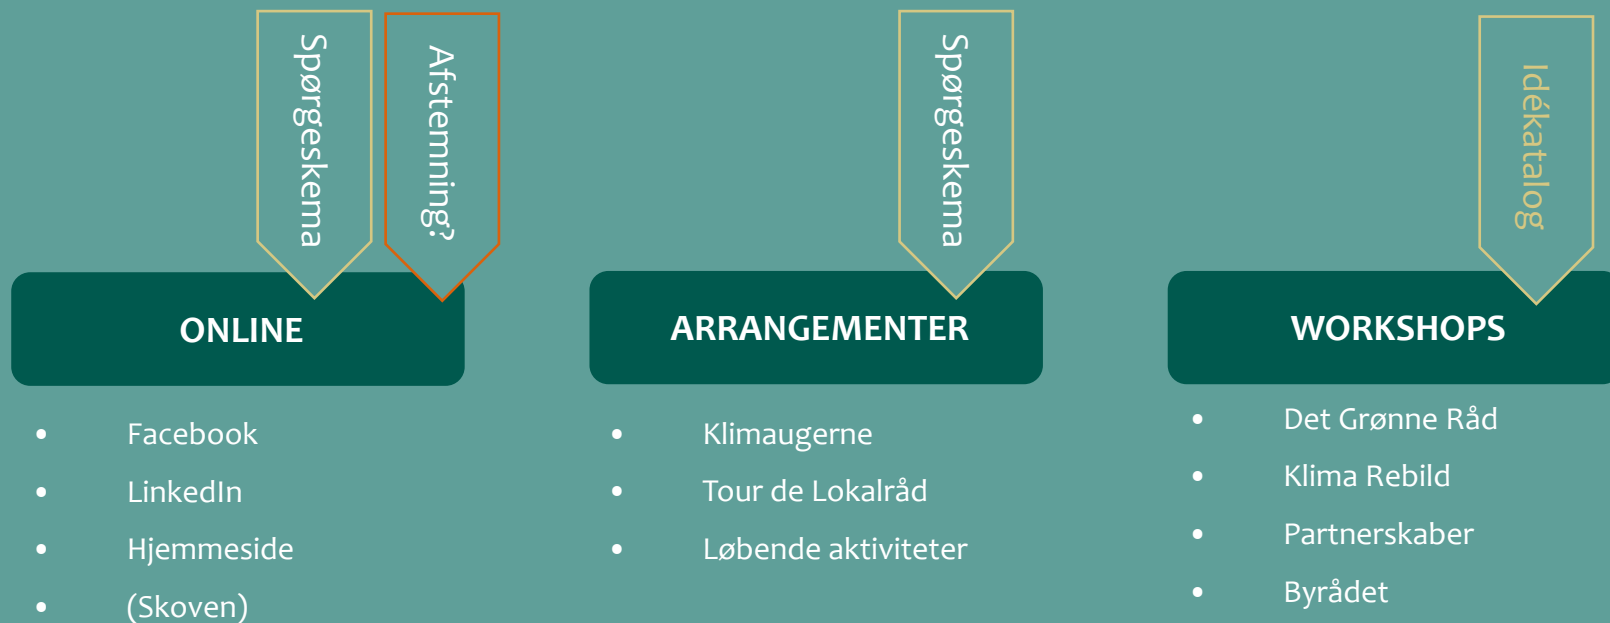 Spørgeskema
Afstemning?
ONLINE
• Facebook
• LinkedIn
• Hjemmeside
• (Skoven)
Spørgeskema
ARRANGEMENTER
• Klimaugerne
• Tour de Lokalråd
• Løbende aktiviteter
Idékatalog
WORKSHOPS
• Det Grønne Råd
• Klima Rebild
• Partnerskaber
• Byrådet